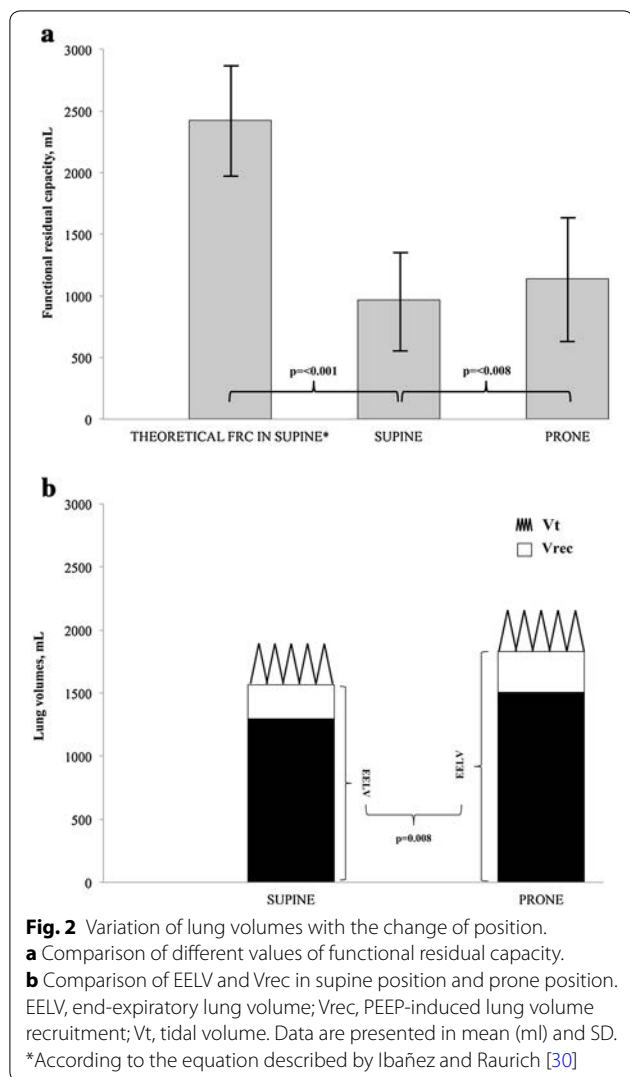 a
3000
2500
2000
1500
1000
500
0
Functional residual capacity, mL
p=<0.001
p=<0.008
THEORETICAL FRC IN SUPINE*
SUPINE
PRONE
b
3000
2500
2000
1500
1000
500
0
Lung volumes, mL
Vt
Vrec
EELV
EELV
p=0.008
SUPINE
PRONE
Fig. 2 Variation of lung volumes with the change of position.
a Comparison of different values of functional residual capacity.
b Comparison of EELV and Vrec in supine position and prone position.
EELV, end-expiratory lung volume; Vrec, PEEP-induced lung volume
recruitment; Vt, tidal volume. Data are presented in mean (ml) and SD.
*According to the equation described by Ibañez and Raurich [30]